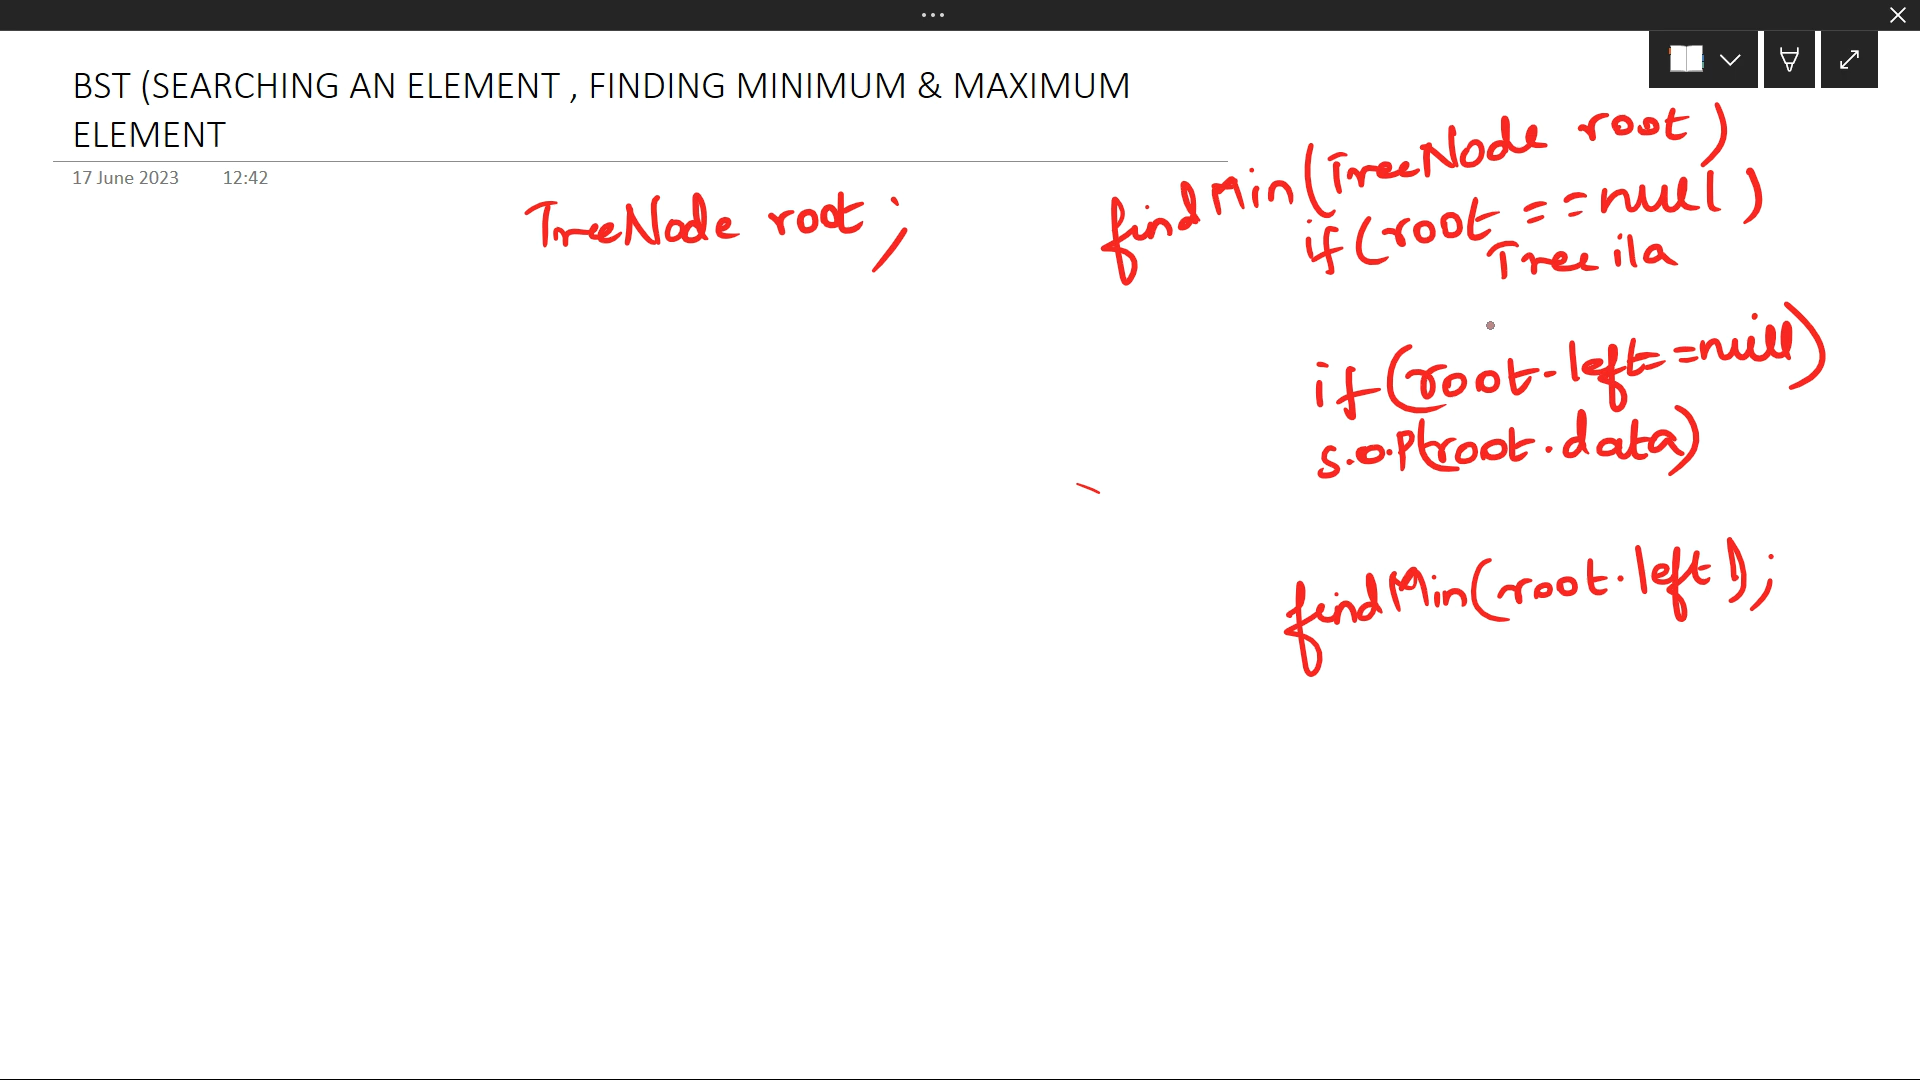 BST (SEARCHING AN ELEMENT , FINDING MINIMUM & MAXIMUM
ELEMENT
17 June 2023 12:42
TreeNode root ;
findMin(TreeNode root)
if(root ==null)
Tree ila
if(root.left==null)
s.o.p(root.data)
findMin(root.left);